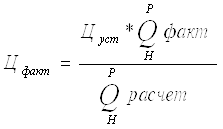 Ц факт = Ц уст * Q Р Н факт / Q Р Н расчет